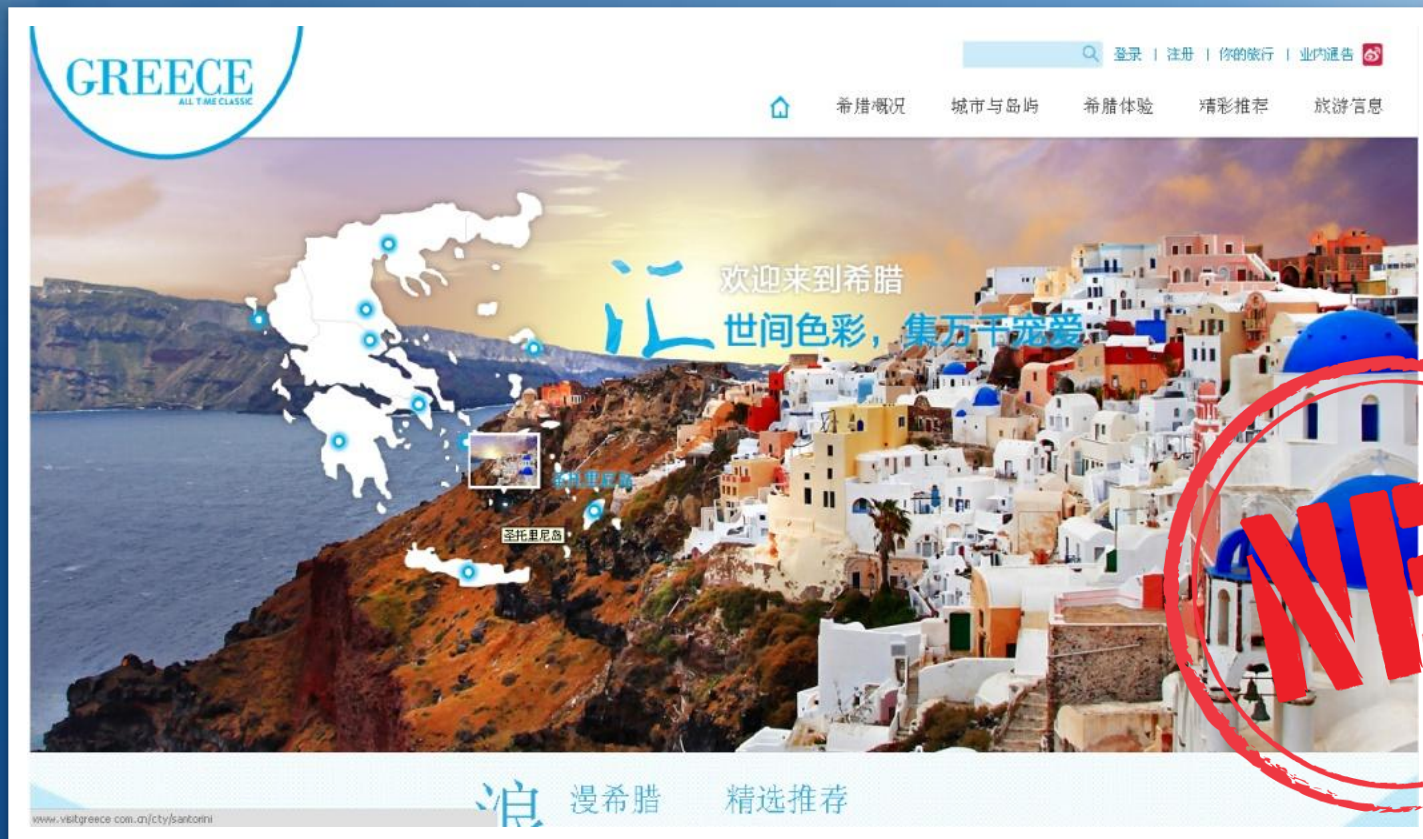 GREECE
ALL TIME CLASSIC
登录 | 注册 | 你的旅行 | 业内通告
希腊概况 城市与岛屿 希腊体验 精彩推荐 旅游信息
汇 欢迎来到希腊
世间色彩，集万千宠爱
圣托里尼岛
圣托里尼岛
浪漫希腊 精选推荐
www.visitgreece.com.cn/cty/santorini